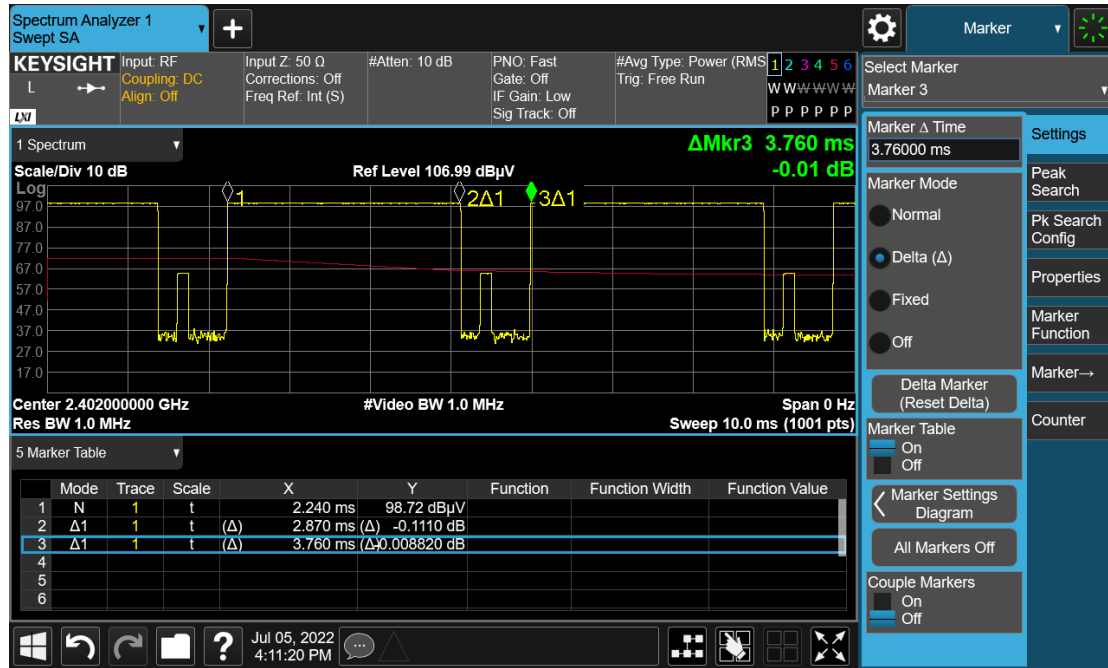 Spectrum Analyzer 1
Swept SA
Marker
KEYSIGHT
L
LXI
Input: RF
Coupling: DC
Align: Off
Input Z: 50 Ω
Corrections: Off
Freq Ref: Int (S)
#Atten: 10 dB
PNO: Fast
Gate: Off
IF Gain: Low
Sig Track: Off
#Avg Type: Power (RMS
Trig: Free Run
1 2 3 4 5 6
W W W W W W
P P P P P P
1 Spectrum
ΔMkr3 3.760 ms
-0.01 dB
Scale/Div 10 dB
Ref Level 106.99 dBµV
Log
97.0
87.0
77.0
67.0
57.0
47.0
37.0
27.0
17.0
1
2Δ1
3Δ1
Center 2.402000000 GHz
#Video BW 1.0 MHz
Span 0 Hz
Res BW 1.0 MHz
Sweep 10.0 ms (1001 pts)
5 Marker Table
Mode Trace Scale X Y Function Function Width Function Value
1 N 1 t 2.240 ms 98.72 dBµV
2 Δ1 1 t (Δ) 2.870 ms (Δ) -0.1110 dB
3 Δ1 1 t (Δ) 3.760 ms (Δ)-0.008820 dB
4
5
6
Jul 05, 2022
4:11:20 PM
Select Marker
Marker 3
Marker Δ Time
3.76000 ms
Marker Mode
Normal
Delta (Δ)
Fixed
Off
Delta Marker
(Reset Delta)
Marker Table
On
Off
Marker Settings
Diagram
All Markers Off
Couple Markers
On
Off
Settings
Peak
Search
Pk Search
Config
Properties
Marker
Function
Marker→
Counter